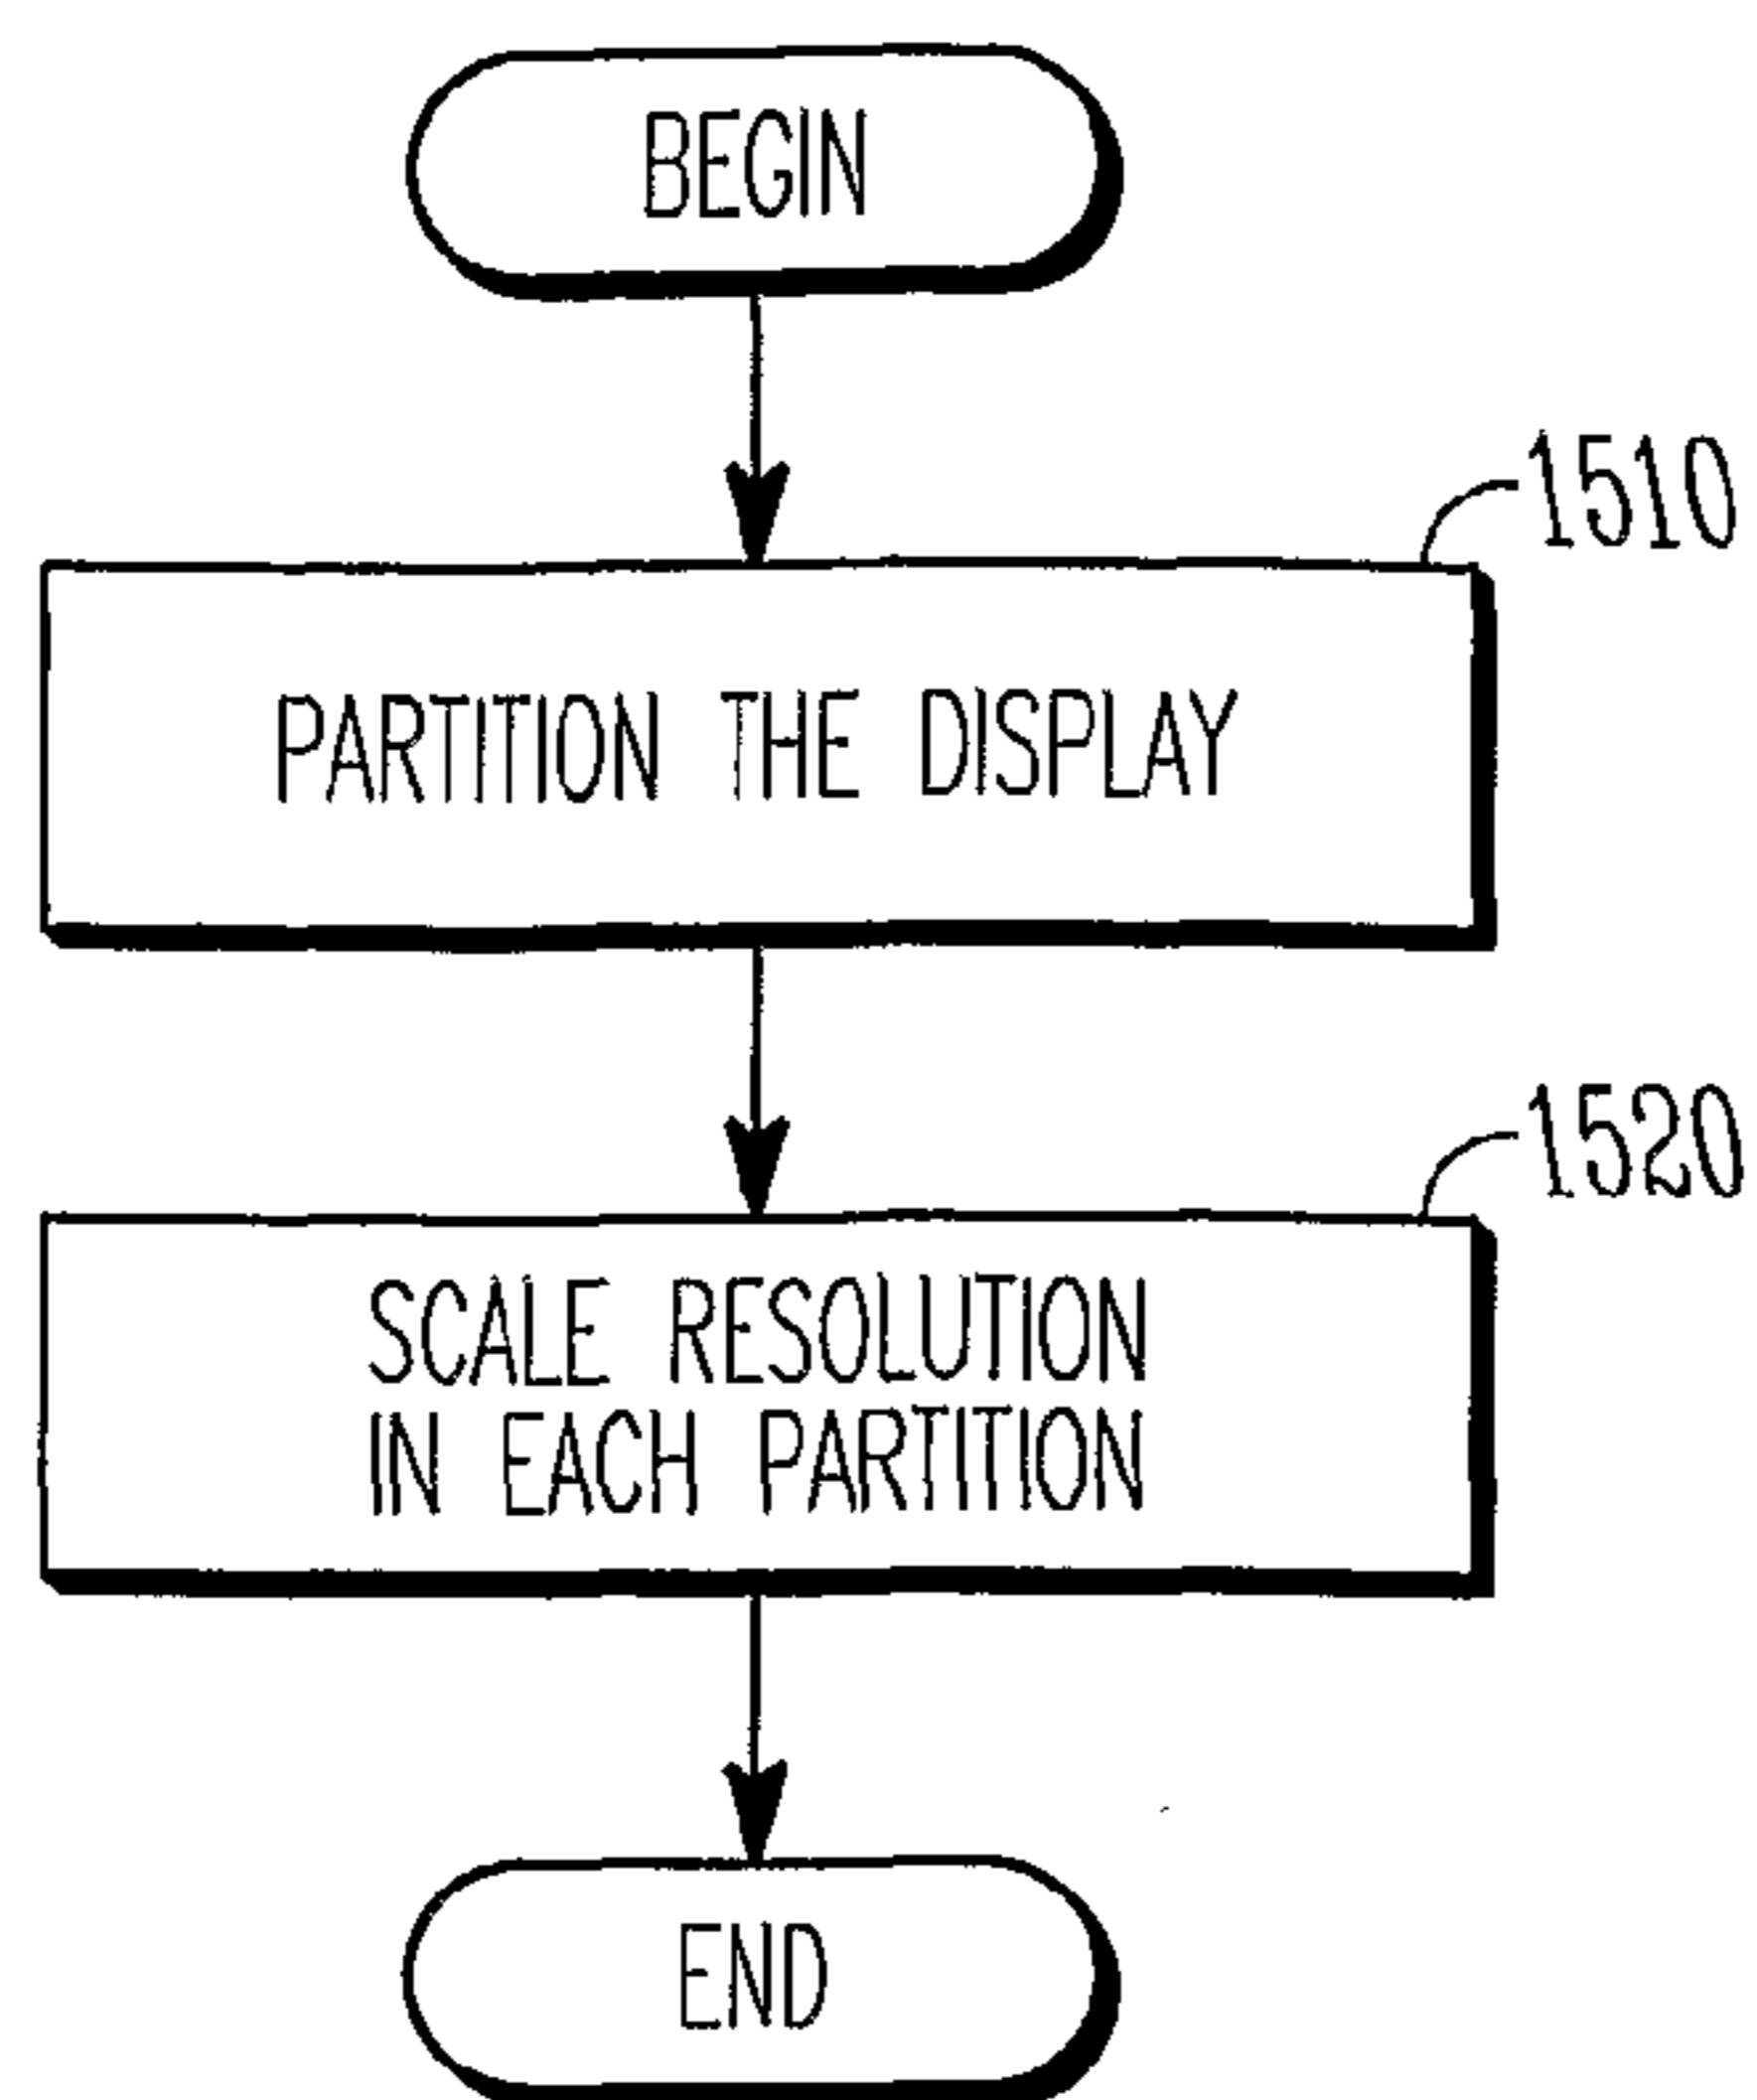 BEGIN
1510
PARTITION THE DISPLAY
1520
SCALE RESOLUTION
IN EACH PARTITION
END